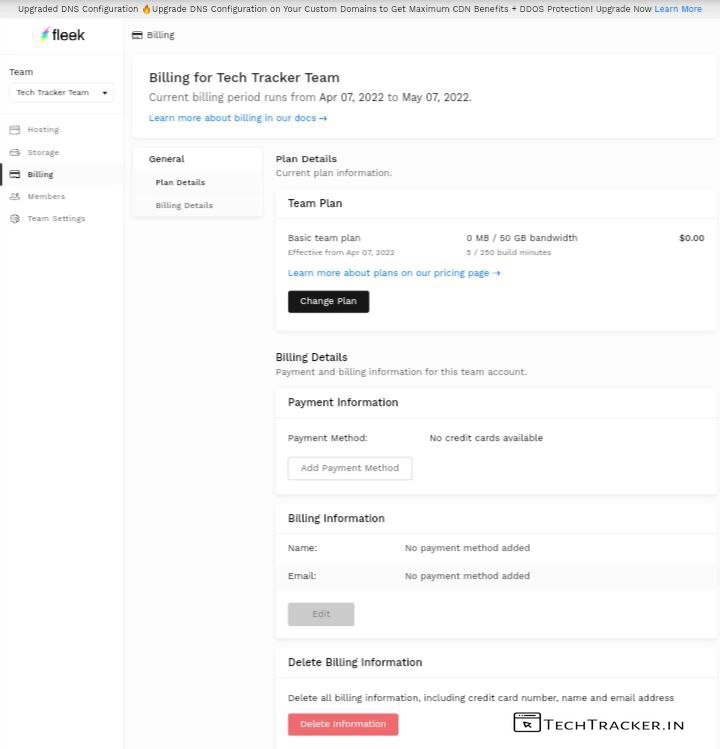 Upgraded DNS Configuration 🔥Upgrade DNS Configuration on Your Custom Domains to Get Maximum CDN Benefits + DDOS Protection! Upgrade Now Learn More
fleek
Team
Tech Tracker Team
Hosting
Storage
Billing
Members
Team Settings
Billing
Billing for Tech Tracker Team
Current billing period runs from Apr 07, 2022 to May 07, 2022.
Learn more about billing in our docs →
General
Plan Details
Billing Details
Plan Details
Current plan information.
Team Plan
Basic team plan 0 MB / 50 GB bandwidth $0.00
Effective from Apr 07, 2022 5 / 250 build minutes
Learn more about plans on our pricing page →
Change Plan
Billing Details
Payment and billing information for this team account.
Payment Information
Payment Method: No credit cards available
Add Payment Method
Billing Information
Name: No payment method added
Email: No payment method added
Edit
Delete Billing Information
Delete all billing information, including credit card number, name and email address
Delete Information
TECHTRACKER.IN